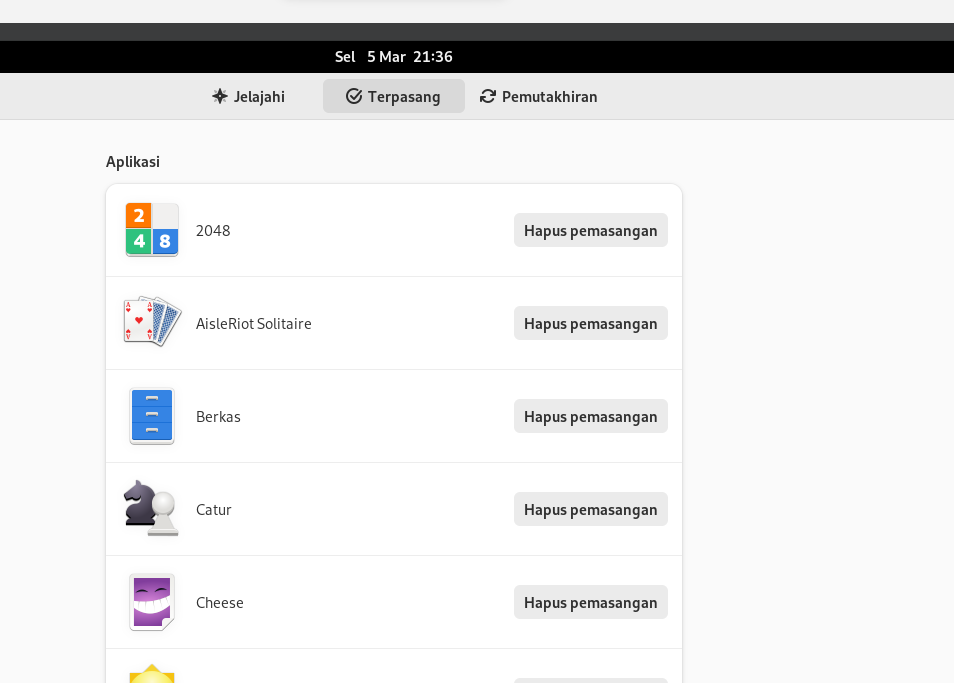 Sel 5 Mar 21:36
Jelajahi Terpasang Pemutakhiran
Aplikasi
2 4 8
2048 Hapus pemasangan
AisleRiot Solitaire Hapus pemasangan
Berkas Hapus pemasangan
Catur Hapus pemasangan
Cheese Hapus pemasangan